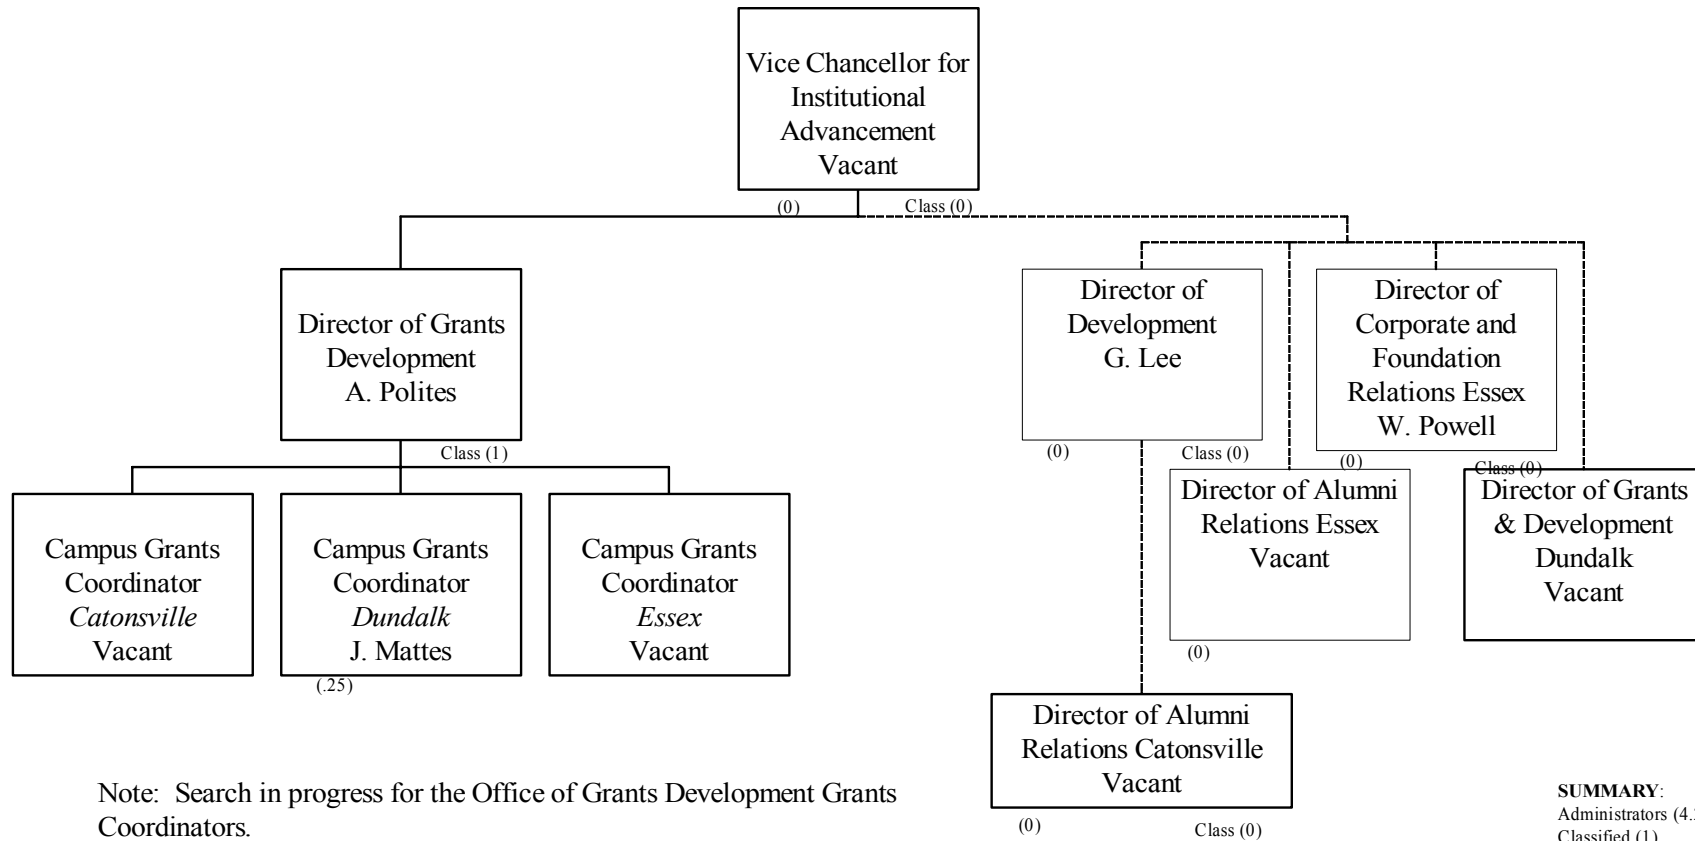 Vice Chancellor for
Institutional
Advancement
Vacant
(0)
Class (0)
Director of Grants
Development
A. Polites
Class (1)
Director of
Development
G. Lee
(0)
Class (0)
Director of
Corporate and
Foundation
Relations Essex
W. Powell
(0)
Class (0)
Campus Grants
Coordinator
Catonsville
Vacant
Campus Grants
Coordinator
Dundalk
J. Mattes
(.25)
Campus Grants
Coordinator
Essex
Vacant
Director of Alumni
Relations Essex
Vacant
(0)
Director of Grants
& Development
Dundalk
Vacant
Director of Alumni
Relations Catonsville
Vacant
(0)
Class (0)
Note: Search in progress for the Office of Grants Development Grants
Coordinators.
SUMMARY:
Administrators
Classified (1)